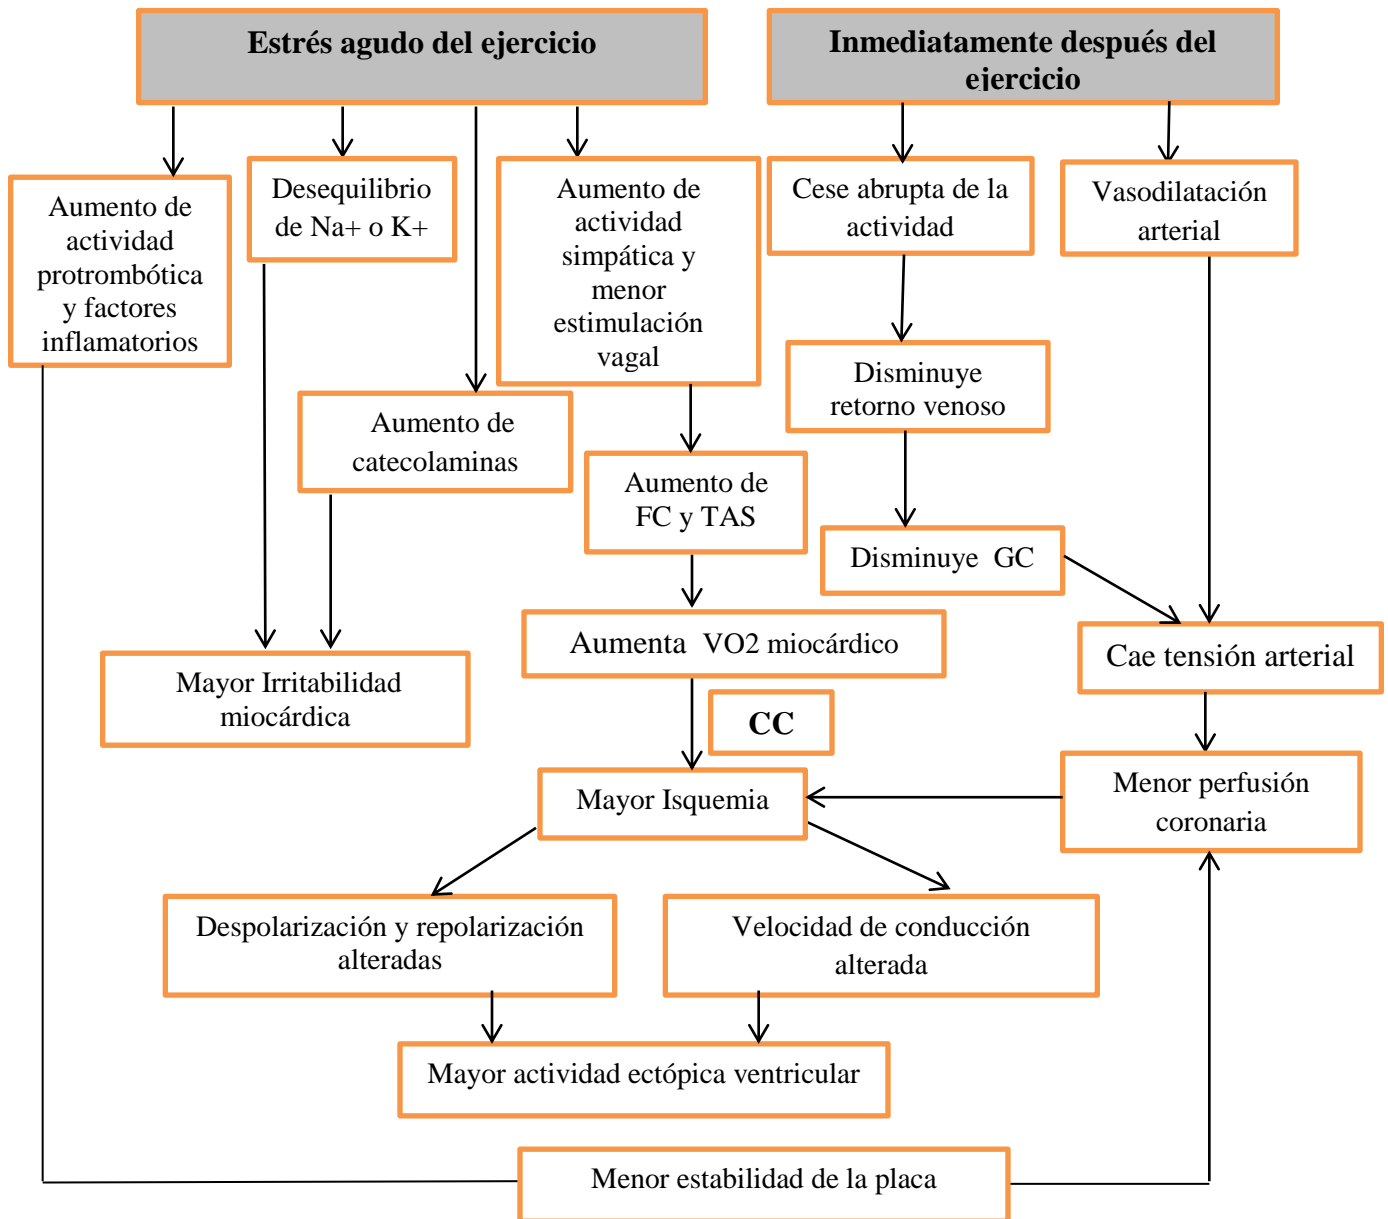 Estrés agudo del ejercicio
Inmediatamente después del
ejercicio
Aumento de
actividad
protrombótica
y factores
inflamatorios
Desequilibrio
de Na+ o K+
Aumento de
actividad
simpática y
menor
estimulación
vagal
Cese abrupta de la
actividad
Vasodilatación
arterial
Disminuye
retorno venoso
Aumento de
catecolaminas
Aumento de
FC y TAS
Disminuye GC
Aumenta VO2 miocárdico
Cae tensión arterial
Mayor Irritabilidad
miocárdica
CC
Mayor Isquemia
Menor perfusión
coronaria
Despolarización y repolarización
alteradas
Velocidad de conducción
alterada
Mayor actividad ectópica ventricular
Menor estabilidad de la placa